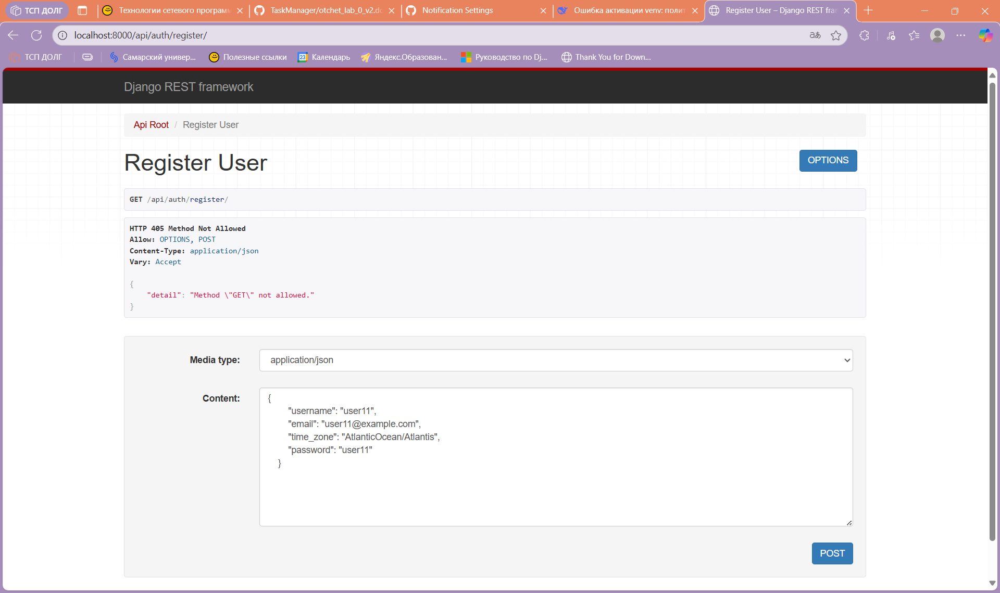 ТСП ДОЛГ
Технологии сетевого програм
TaskManager/otchet_lab_0_v2.do
Notification Settings
Ошибка активации venv: полит
Register User – Django REST fra
localhost:8000/api/auth/register/
ТСП ДОЛГ
Самарский универ...
Полезные ссылки
23
Календарь
Яндекс.Образован...
Руководство по Dj...
Thank You for Down...
Django REST framework
Api Root / Register User
Register User
OPTIONS
GET /api/auth/register/
HTTP 405 Method Not Allowed
Allow: OPTIONS, POST
Content-Type: application/json
Vary: Accept
{
"detail": "Method \"GET\" not allowed."
}
Media type:
application/json
Content:
{
"username": "user11",
"email": "user11@example.com",
"time_zone": "AtlanticOcean/Atlantis",
"password": "user11"
}
POST